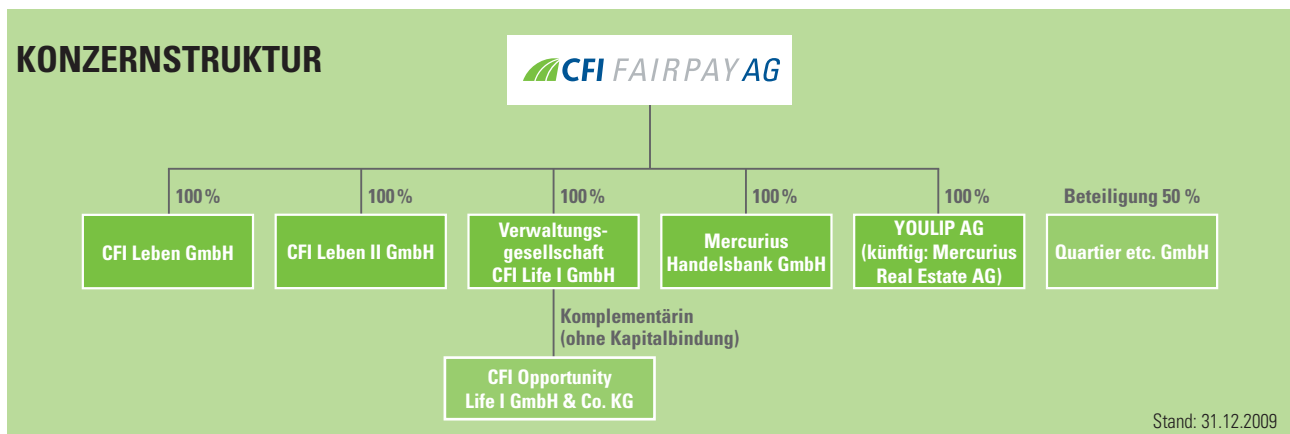 KONZERNSTRUKTUR
CFI FAIRPAY AG
100 %
100 %
100 %
100 %
100 %
Beteiligung 50 %
CFI Leben GmbH
CFI Leben II GmbH
Verwaltungs-
gesellschaft
CFI Life I GmbH
Mercurius
Handelsbank GmbH
YOULIP AG
(künftig: Mercurius
Real Estate AG)
Quartier etc. GmbH
Komplementärin
(ohne Kapitalbindung)
CFI Opportunity
Life I GmbH & Co. KG
Stand: 31.12.2009